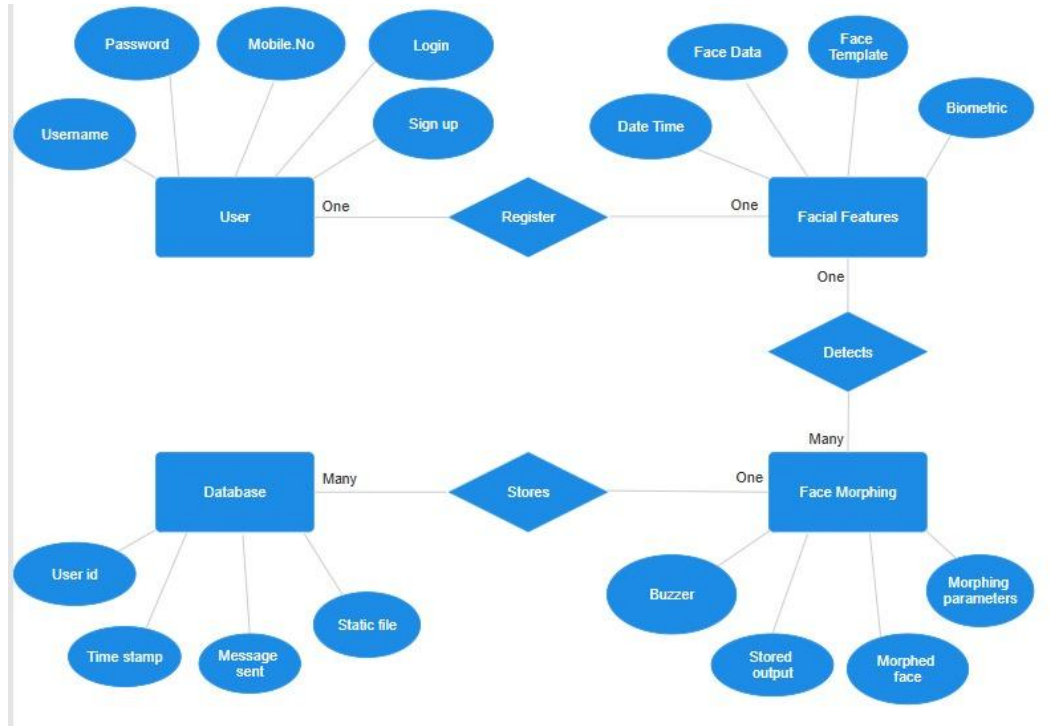 Password
Mobile.No
Login
Face Data
Face
Template
Username
Sign up
Date Time
Biometric
User
One
Register
One
Facial Features
One
Detects
Many
Database
Many
Stores
One
Face Morphing
User id
Time stamp
Message
sent
Static file
Buzzer
Stored
output
Morphed
face
Morphing
parameters